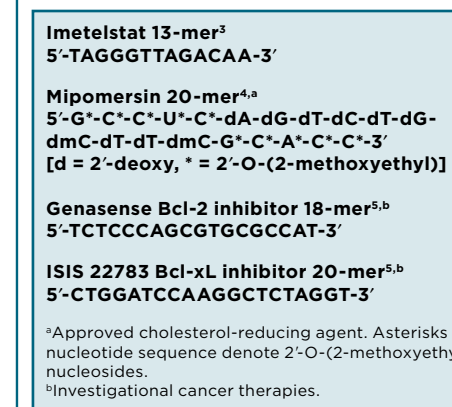 Imetelstat 13-mer³
5′-TAGGGTTAGACAA-3′
Mipomersin 20-mer⁴,ᵃ
5′-G*-C*-C*-U*-C*-dA-dG-dT-dC-dT-dG-
dmC-dT-dT-dmC-G*-C*-A*-C*-C*-3′
[d = 2′-deoxy, * = 2′-O-(2-methoxyethyl)]
Genasense Bcl-2 inhibitor 18-mer⁵,ᵇ
5′-TCTCCCAGCGTGCGCCAT-3′
ISIS 22783 Bcl-xL inhibitor 20-mer⁵,ᵇ
5′-CTGGATCCAAGGCTCTAGGT-3′
ᵃApproved cholesterol-reducing agent. Asterisks
nucleotide sequence denote 2′-O-(2-methoxyethy
nucleosides.
ᵇInvestigational cancer therapies.